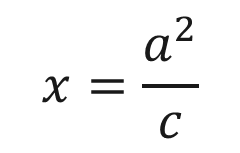 x = a²/c